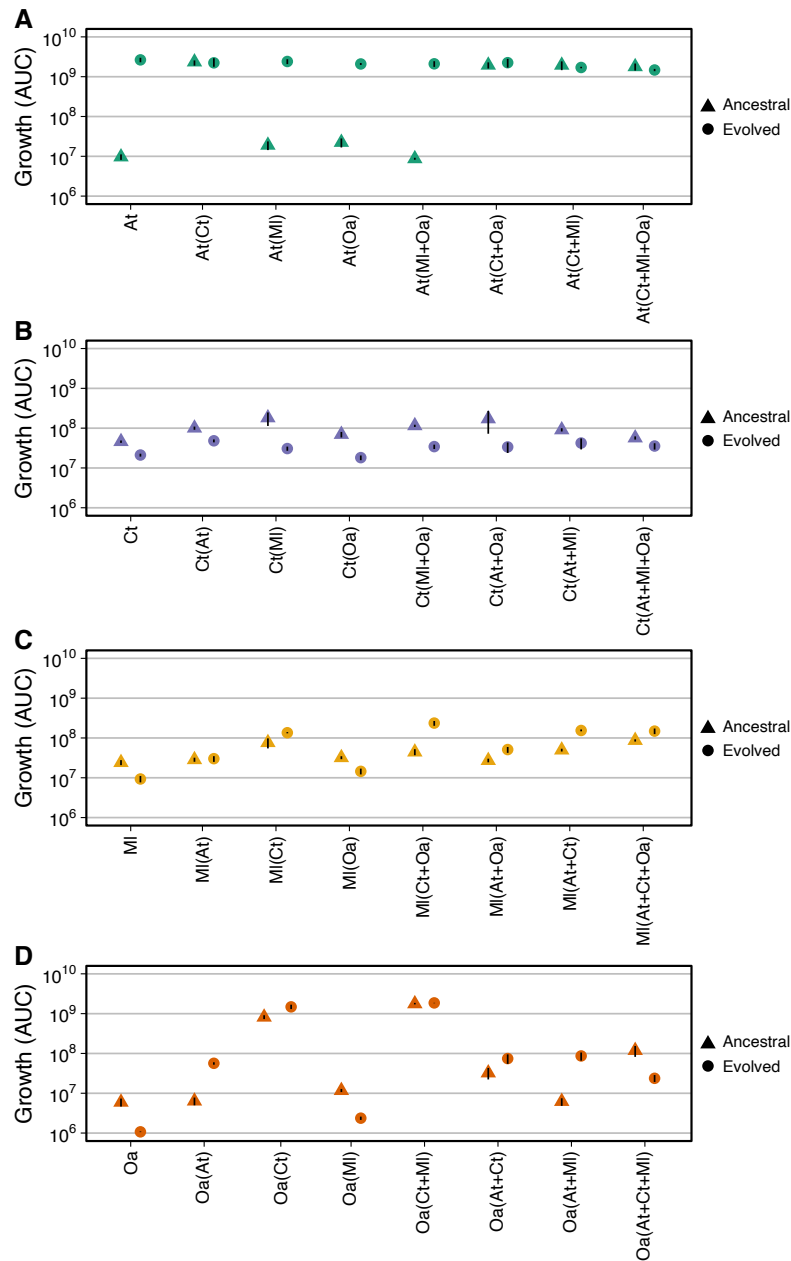 A
Growth (AUC)
10^10
10^9
10^8
10^7
10^6
Ancestral
Evolved
At
At(Ct)
At(Ml)
At(Oa)
At(Ml+Oa)
At(Ct+Oa)
At(Ct+Ml)
At(Ct+Ml+Oa)
B
Growth (AUC)
10^10
10^9
10^8
10^7
10^6
Ancestral
Evolved
Ct
Ct(At)
Ct(Ml)
Ct(Oa)
Ct(Ml+Oa)
Ct(At+Oa)
Ct(At+Ml)
Ct(At+Ml+Oa)
C
Growth (AUC)
10^10
10^9
10^8
10^7
10^6
Ancestral
Evolved
Ml
Ml(At)
Ml(Ct)
Ml(Oa)
Ml(Ct+Oa)
Ml(At+Oa)
Ml(At+Ct)
Ml(At+Ct+Oa)
D
Growth (AUC)
10^10
10^9
10^8
10^7
10^6
Ancestral
Evolved
Oa
Oa(At)
Oa(Ct)
Oa(Ml)
Oa(Ct+Ml)
Oa(At+Ct)
Oa(At+Ml)
Oa(At+Ct+Ml)